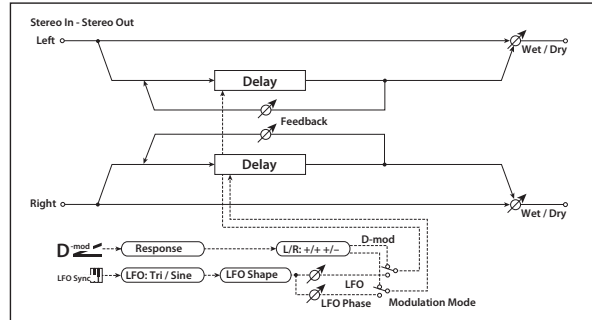 Stereo In - Stereo Out
Left
Wet / Dry
Delay
Feedback
Delay
Right
Wet / Dry
D-mod
Response
L/R: +/+ +/–
D-mod
LFO Sync
LFO: Tri / Sine
LFO Shape
LFO
LFO Phase
Modulation Mode